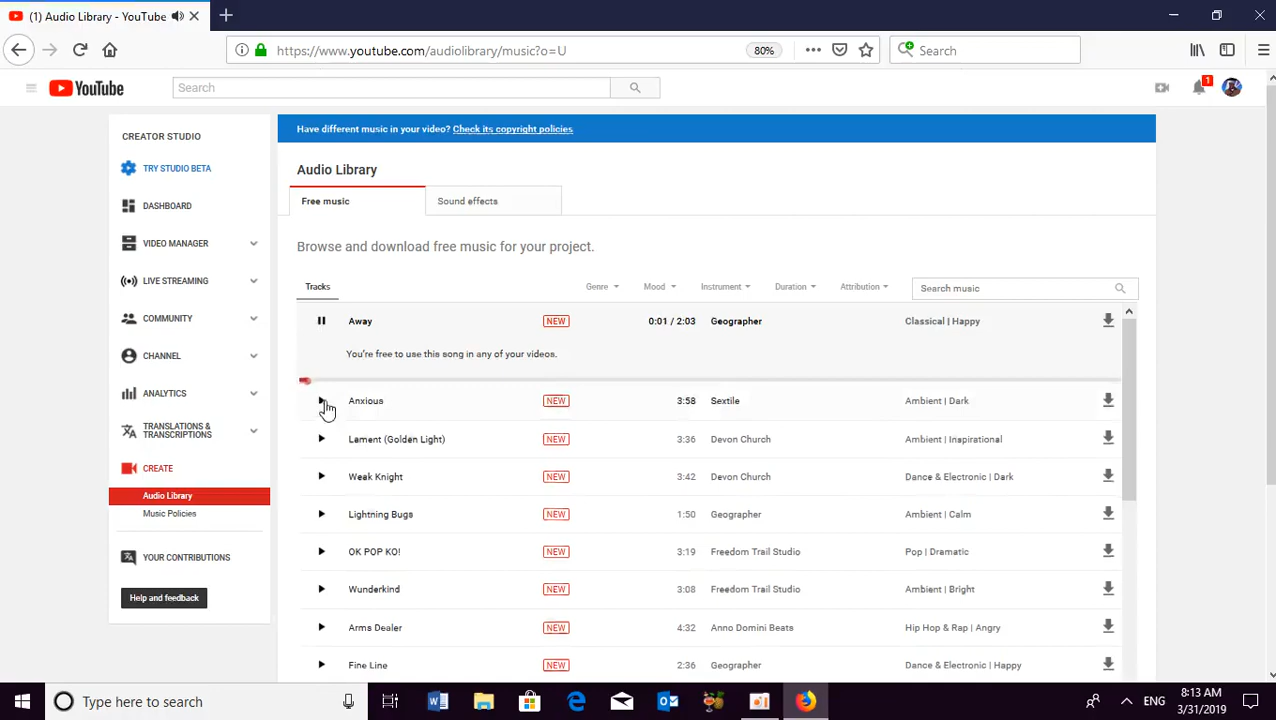 (1) Audio Library - YouTube
https://www.youtube.com/audiolibrary/music?o=U
80%
Search
YouTube
Search
1
CREATOR STUDIO
TRY STUDIO BETA
DASHBOARD
VIDEO MANAGER
LIVE STREAMING
COMMUNITY
CHANNEL
ANALYTICS
TRANSLATIONS &
TRANSCRIPTIONS
CREATE
Audio Library
Music Policies
YOUR CONTRIBUTIONS
Help and feedback
Have different music in your video? Check its copyright policies
Audio Library
Free music Sound effects
Browse and download free music for your project.
Tracks Genre Mood Instrument Duration Attribution Search music
Away NEW 0:01 / 2:03 Geographer Classical | Happy
You're free to use this song in any of your videos.
Anxious NEW 3:58 Sextile Ambient | Dark
Lament (Golden Light) NEW 3:36 Devon Church Ambient | Inspirational
Weak Knight NEW 3:42 Devon Church Dance & Electronic | Dark
Lightning Bugs NEW 1:50 Geographer Ambient | Calm
OK POP KO! NEW 3:19 Freedom Trail Studio Pop | Dramatic
Wunderkind NEW 3:08 Freedom Trail Studio Ambient | Bright
Arms Dealer NEW 4:32 Anno Domini Beats Hip Hop & Rap | Angry
Fine Line NEW 2:36 Geographer Dance & Electronic | Happy
Type here to search
ENG
8:13 AM
3/31/2019